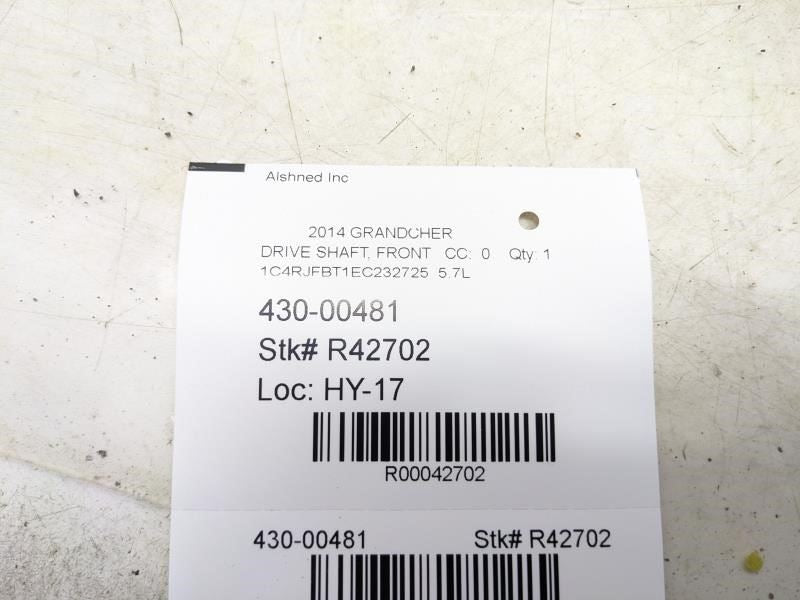 Alshned Inc
2014 GRANDCHER
DRIVE SHAFT, FRONT CC: 0 Qty: 1
1C4RJFBT1EC232725 5.7L
430-00481
Stk# R42702
Loc: HY-17
R00042702
430-00481 Stk# R42702